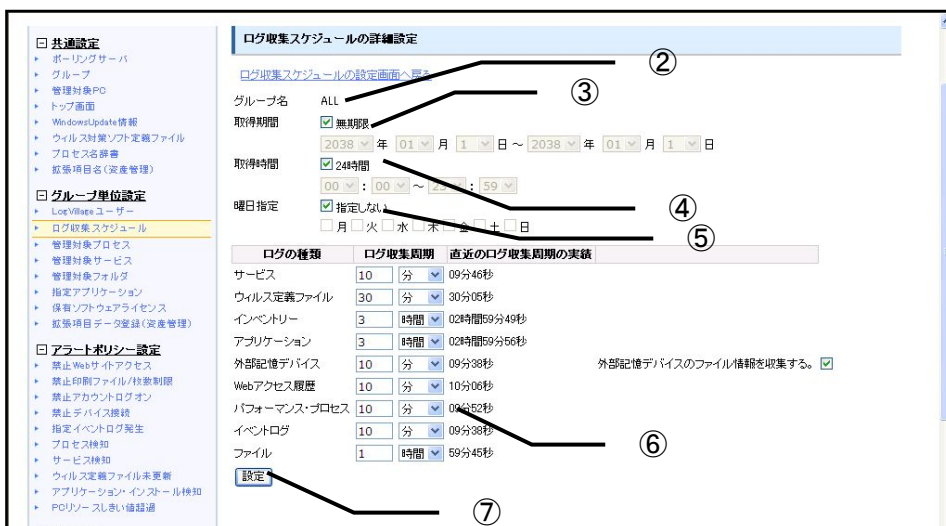 共通設定
ポーリングサーバ
グループ
管理対象PC
トップ画面
WindowsUpdate情報
ウィルス対策ソフト定義ファイル
プロセス名辞書
拡張項目名(資産管理)
グループ単位設定
LogVillageユーザー
ログ収集スケジュール
管理対象プロセス
管理対象サービス
管理対象フォルダ
指定アプリケーション
保有ソフトウェアライセンス
拡張項目データ登録(資産管理)
アラートポリシー設定
禁止Webサイトアクセス
禁止印刷ファイル/枚数制限
禁止アカウントログオン
禁止デバイス接続
指定イベントログ発生
プロセス検知
サービス検知
ウィルス定義ファイル未更新
アプリケーション・インストール検知
PCリソースしきい値超過
ログ収集スケジュールの詳細設定
ログ収集スケジュールの設定画面へ戻る
②
グループ名 ALL
③
取得期間 無期限
2038 年 01 月 1 日 ～ 2038 年 01 月 1 日
取得時間 24時間
00 : 00 ～ 23 : 59
④
曜日指定 指定しない
月 火 水 木 金 土 日
⑤
ログの種類 ログ収集周期 直近のログ収集周期の実績
サービス 10 分 09分46秒
ウィルス定義ファイル 30 分 30分05秒
インベントリー 3 時間 02時間59分49秒
アプリケーション 3 時間 02時間59分56秒
外部記憶デバイス 10 分 09分38秒 外部記憶デバイスのファイル情報を収集する。
Webアクセス履歴 10 分 10分06秒
パフォーマンス・プロセス 10 分 09分52秒
イベントログ 10 分 09分38秒
⑥
ファイル 1 時間 59分45秒
設定
⑦